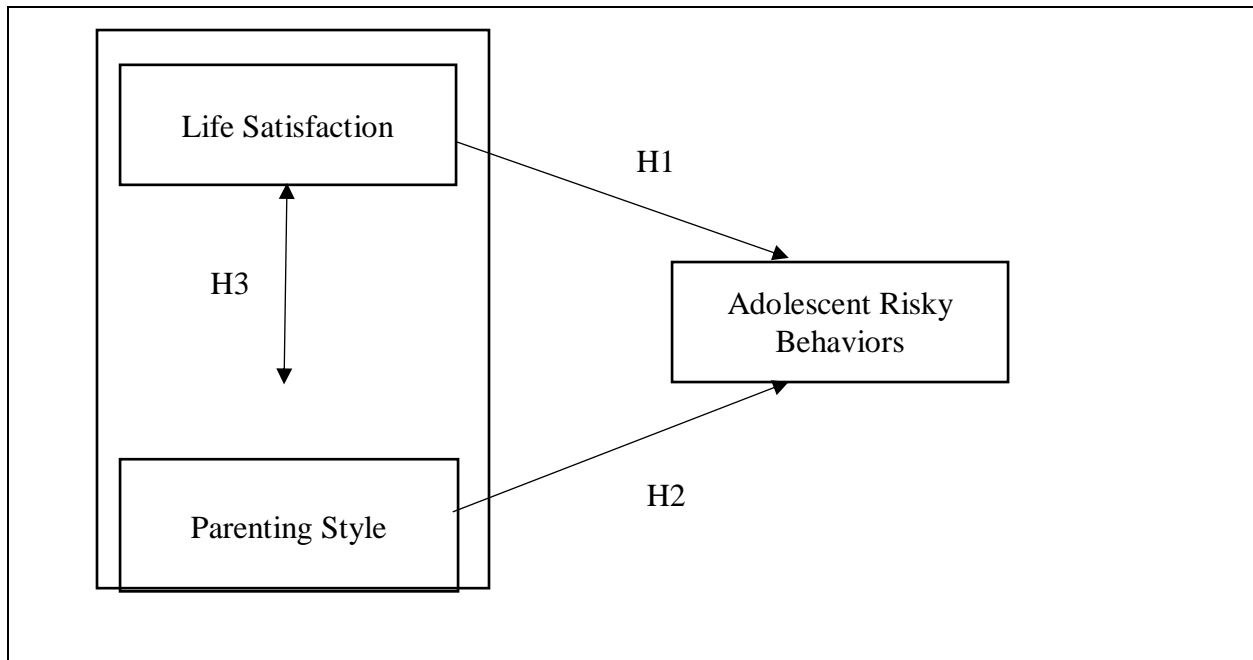 Life Satisfaction
H1
H3
Adolescent Risky
Behaviors
H2
Parenting Style